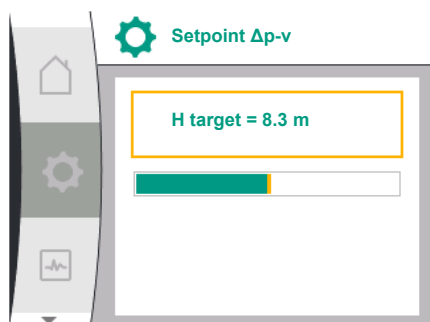 Setpoint Δp-v
H target = 8.3 m